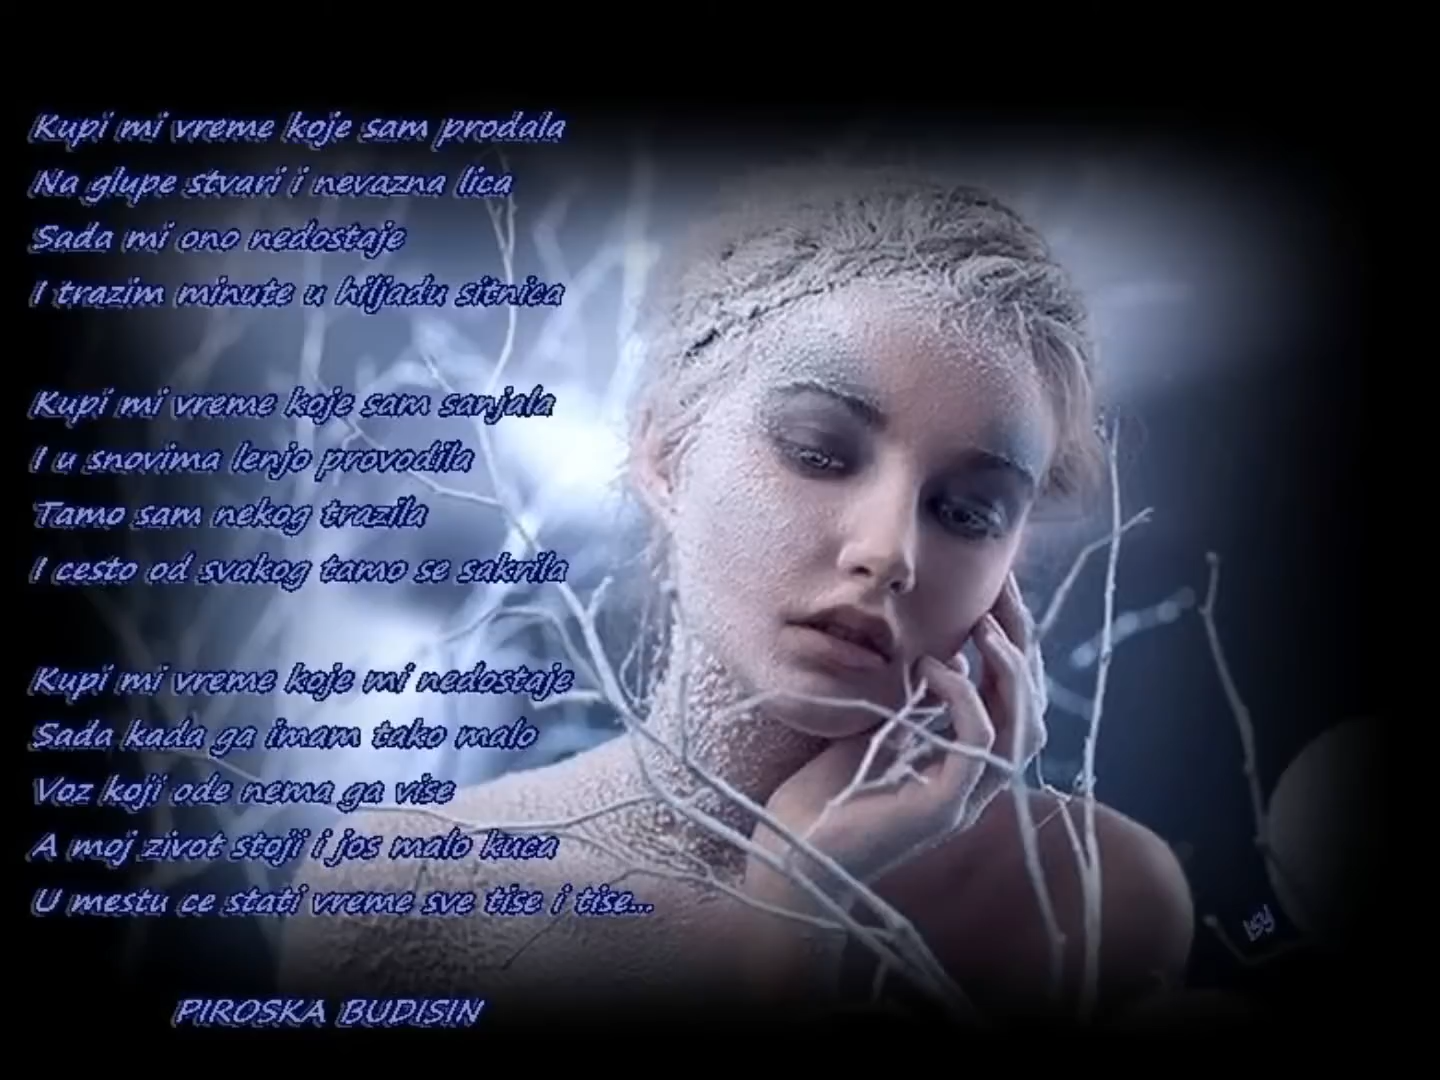 Kupi mi vreme koje sam prodala
Na glupe stvari i nevazna lica
Sada mi ono nedostaje
I trazim minute u hiljadu sitnica
Kupi mi vreme koje sam sanjala
I u snovima lenjo provodila
Tamo sam nekog trazila
I cesto od svakog tamo se sakrila
Kupi mi vreme koje mi nedostaje
Sada kada ga imam tako malo
Voz koji ode nema ga vise
A moj zivot stoji i jos malo kuca
U mestu ce stati vreme sve tise i tise...
PIROSKA BUDISIN
Isy